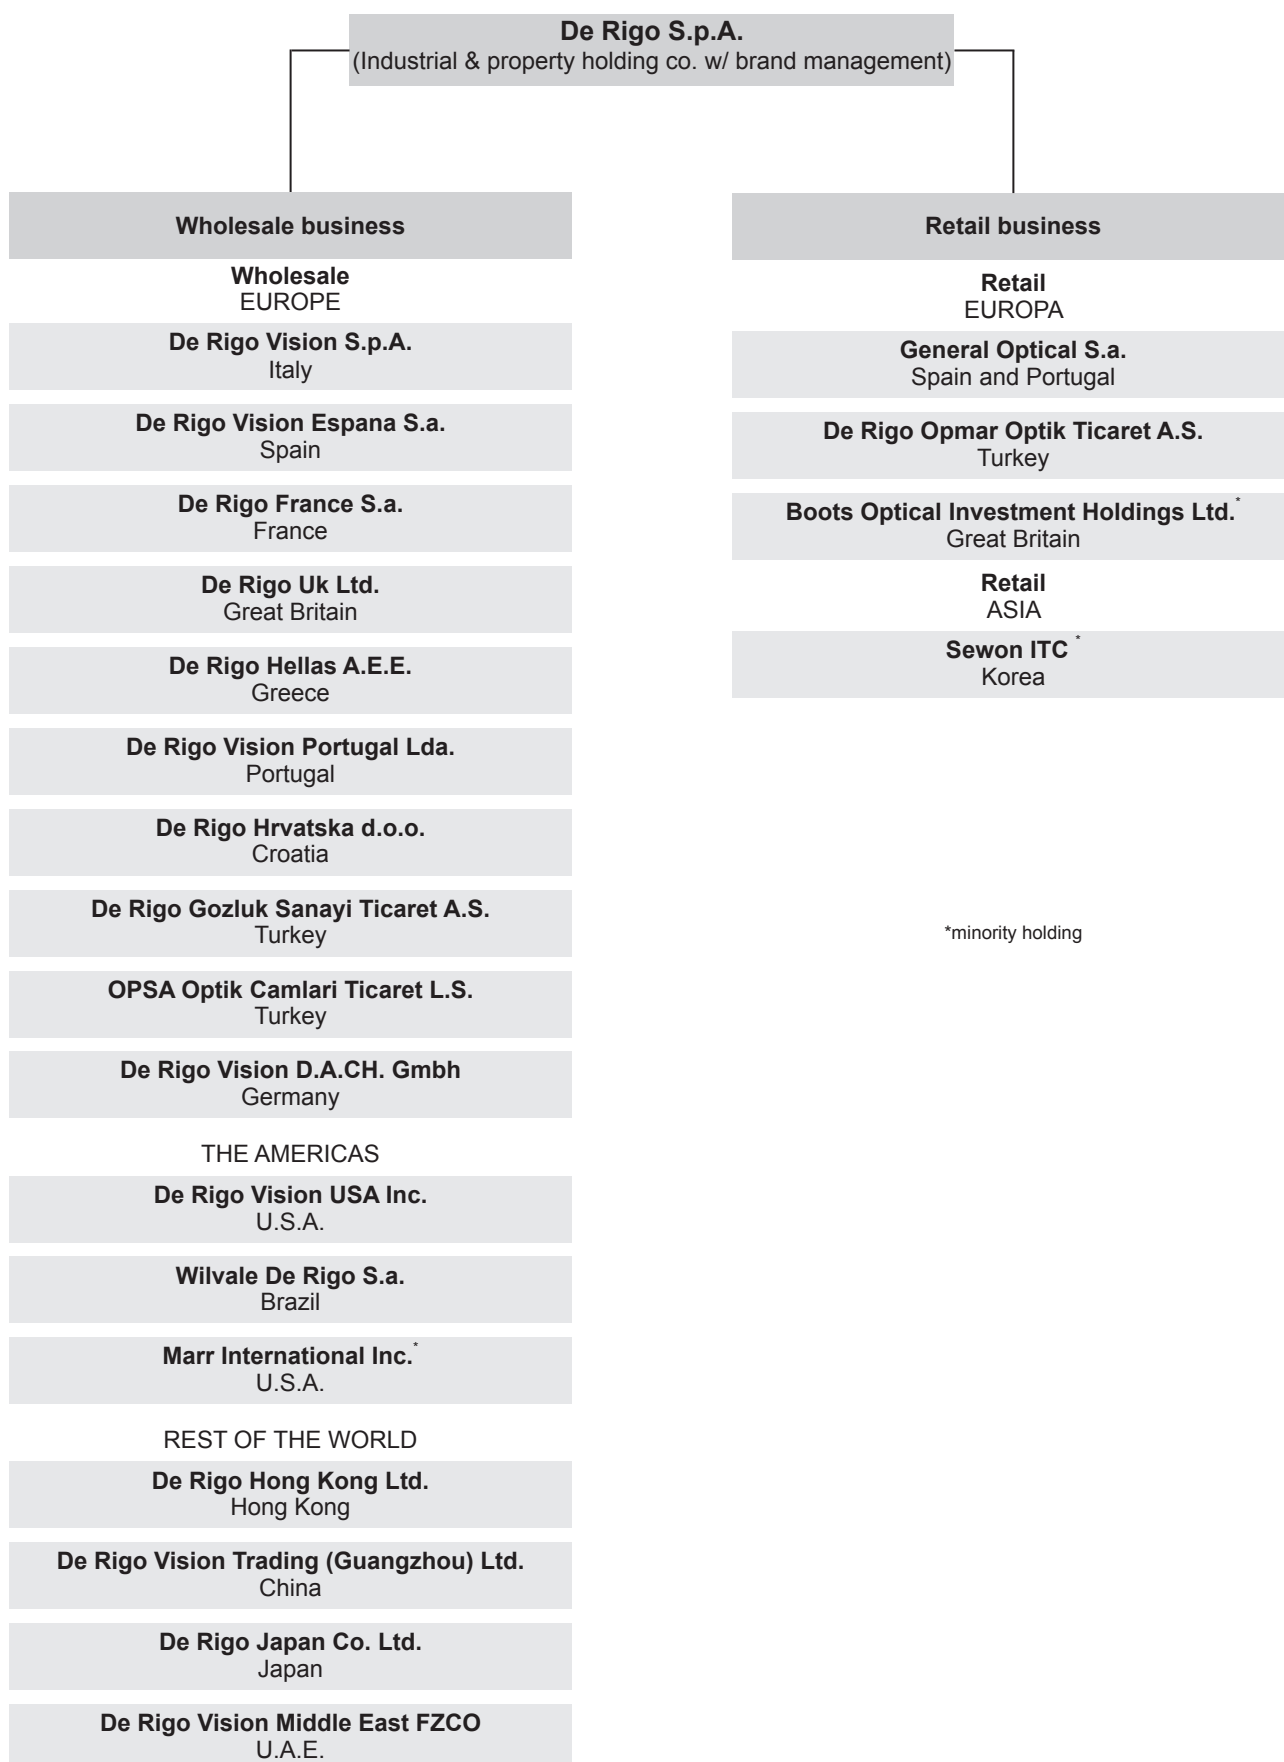 De Rigo S.p.A.
(Industrial & property holding co. w/ brand management)
Wholesale business
Wholesale
EUROPE
De Rigo Vision S.p.A.
Italy
De Rigo Vision Espana S.a.
Spain
De Rigo France S.a.
France
De Rigo Uk Ltd.
Great Britain
De Rigo Hellas A.E.E.
Greece
De Rigo Vision Portugal Lda.
Portugal
De Rigo Hrvatska d.o.o.
Croatia
De Rigo Gozluk Sanayi Ticaret A.S.
Turkey
OPSA Optik Camlari Ticaret L.S.
Turkey
De Rigo Vision D.A.CH. Gmbh
Germany
THE AMERICAS
De Rigo Vision USA Inc.
U.S.A.
Wilvale De Rigo S.a.
Brazil
Marr International Inc.*
U.S.A.
REST OF THE WORLD
De Rigo Hong Kong Ltd.
Hong Kong
De Rigo Vision Trading (Guangzhou) Ltd.
China
De Rigo Japan Co. Ltd.
Japan
De Rigo Vision Middle East FZCO
U.A.E.
Retail business
Retail
EUROPA
General Optical S.a.
Spain and Portugal
De Rigo Opmar Optik Ticaret A.S.
Turkey
Boots Optical Investment Holdings Ltd.*
Great Britain
Retail
ASIA
Sewon ITC *
Korea
*minority holding